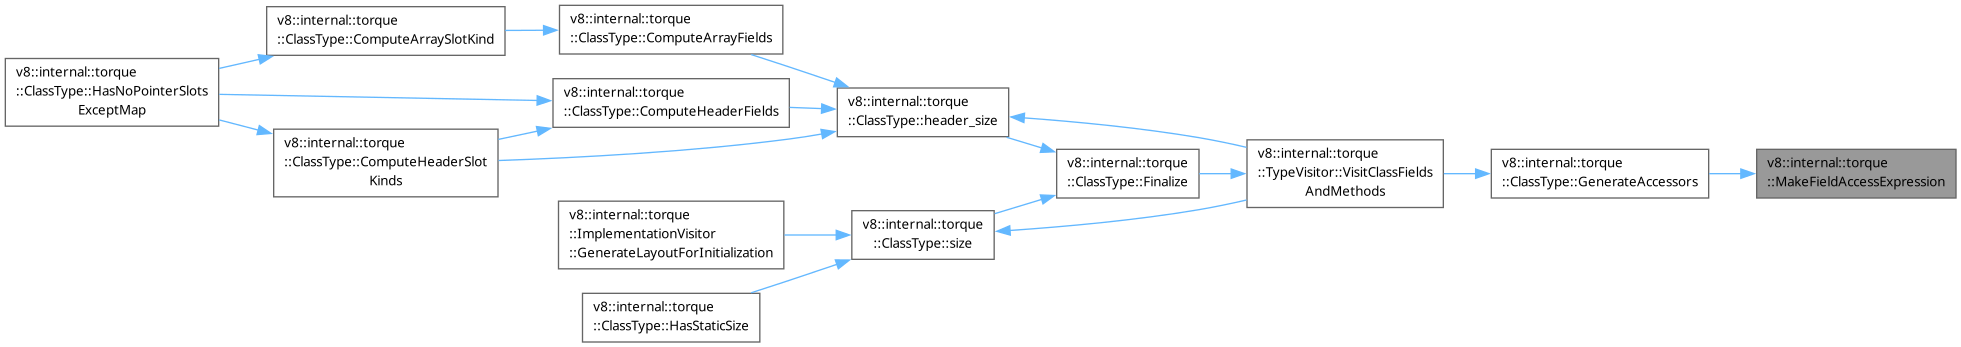 v8::internal::torque
::ClassType::HasNoPointerSlots
ExceptMap
v8::internal::torque
::ClassType::ComputeArraySlotKind
v8::internal::torque
::ClassType::ComputeHeaderSlot
Kinds
v8::internal::torque
::ClassType::ComputeArrayFields
v8::internal::torque
::ClassType::ComputeHeaderFields
v8::internal::torque
::ImplementationVisitor
::GenerateLayoutForInitialization
v8::internal::torque
::ClassType::HasStaticSize
v8::internal::torque
::ClassType::header_size
v8::internal::torque
::ClassType::size
v8::internal::torque
::ClassType::Finalize
v8::internal::torque
::TypeVisitor::VisitClassFields
AndMethods
v8::internal::torque
::ClassType::GenerateAccessors
v8::internal::torque
::MakeFieldAccessExpression